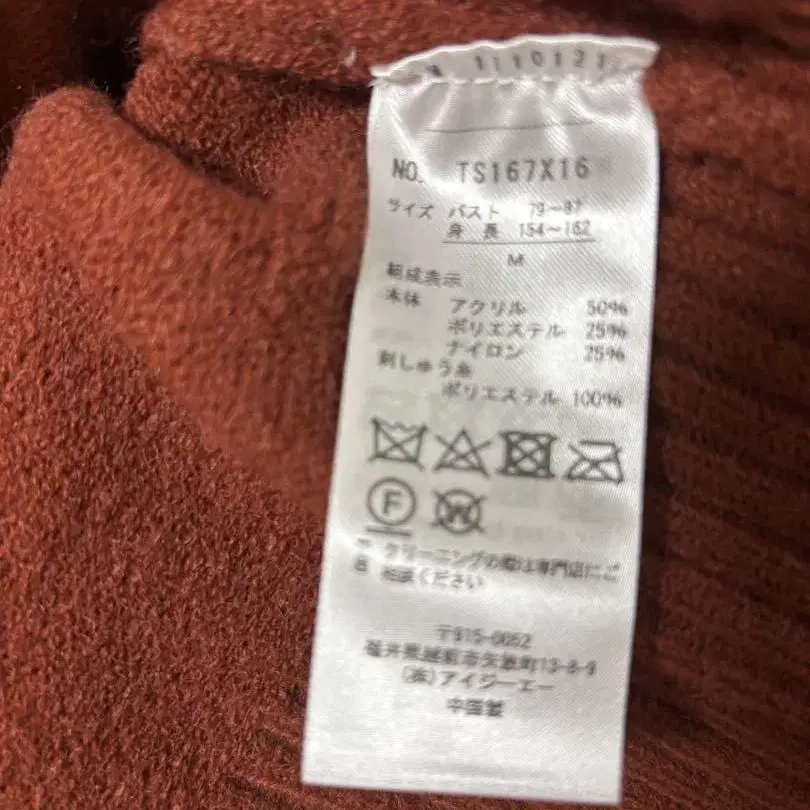 110121
NO. TS167X16
サイズ バスト 79〜87
身長 154〜162
M
組成表示
本体 アクリル 50%
ポリエステル 25%
ナイロン 25%
刺しゅう糸
ポリエステル 100%
F
W
クリーニングの際は専門店にご
相談ください
〒915-0052
福井県越前市矢放町13-8-9
(株)アイジーエー
中国製